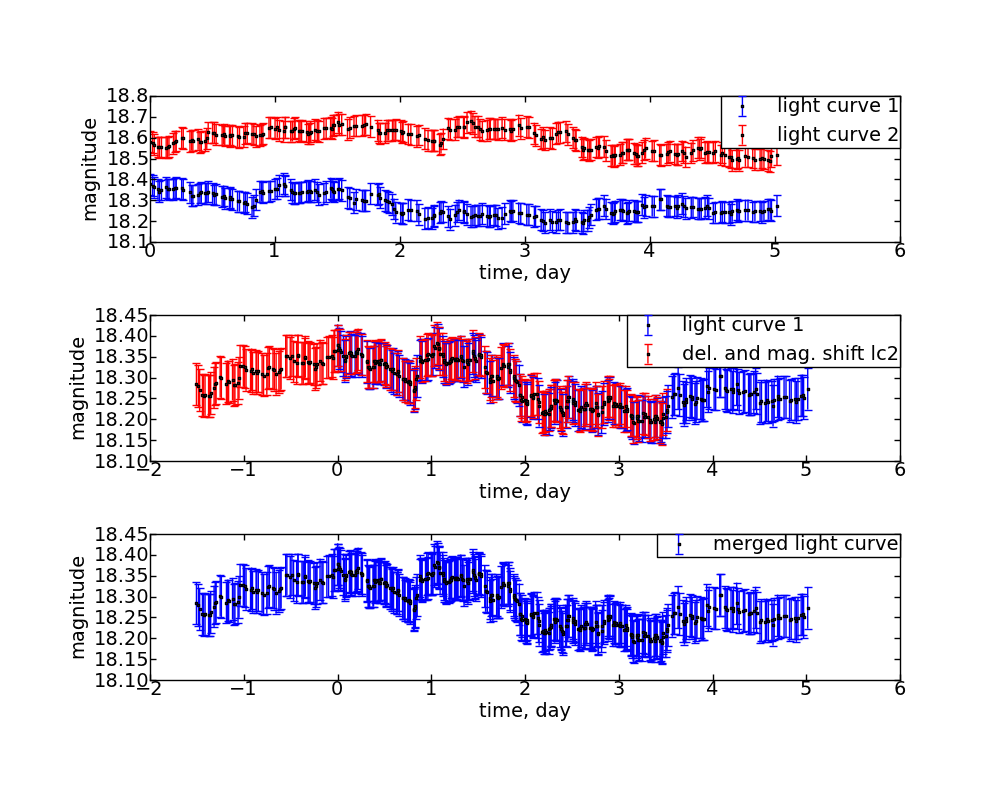 18.8
18.7
18.6
18.5
18.4
18.3
18.2
18.1
magnitude
light curve 1
light curve 2
0 1 2 3 4 5 6
time, day
18.45
18.40
18.35
18.30
18.25
18.20
18.15
18.10
magnitude
light curve 1
del. and mag. shift lc2
−2 −1 0 1 2 3 4 5 6
time, day
18.45
18.40
18.35
18.30
18.25
18.20
18.15
18.10
magnitude
merged light curve
−2 −1 0 1 2 3 4 5 6
time, day